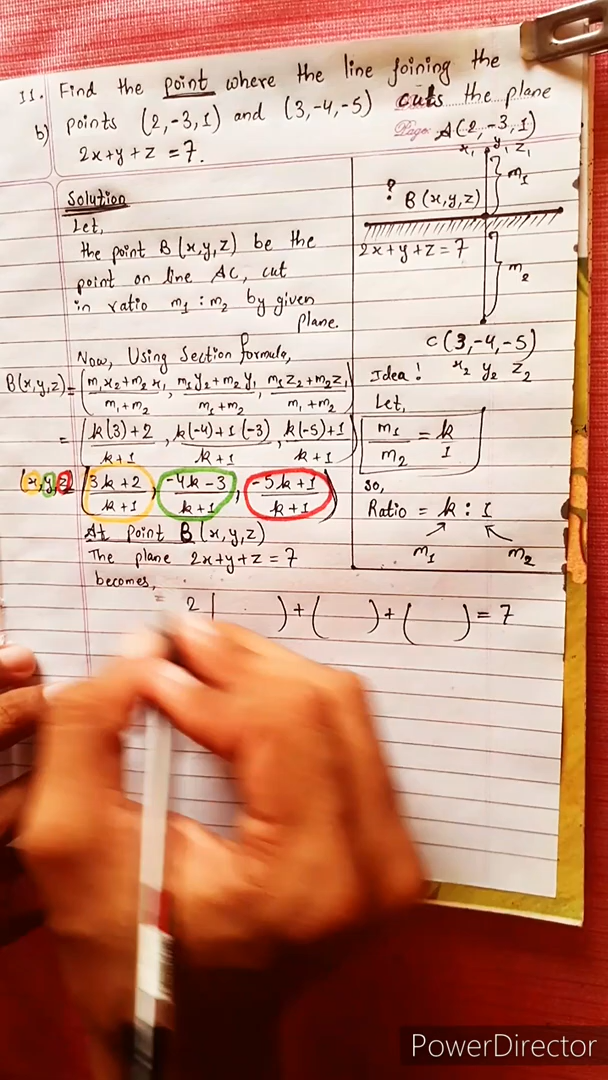 11. Find the point where the line joining the
b) points (2,-3,1) and (3,-4,-5) cuts the plane
2x+y+z=7.
Page:
Solution
Let,
the point B(x,y,z) be the
point on line AC, cut
in ratio m₁:m₂ by given
plane.
Now, Using Section formula,
B(x,y,z)=(m₁x₂+m₂x₁/m₁+m₂, m₁y₂+m₂y₁/m₁+m₂, m₁z₂+m₂z₁/m₁+m₂)
=(k(3)+2/k+1, k(-4)+1(-3)/k+1, k(-5)+1/k+1)
(x,y,z)=(3k+2/k+1, -4k-3/k+1, -5k+1/k+1)
At point B(x,y,z)
The plane 2x+y+z=7
becomes,
2( )+( )+( )=7
A(2,-3,1)
x₁ y₁ z₁
m₁
? B(x,y,z)
2x+y+z=7
m₂
C(3,-4,-5)
x₂ y₂ z₂
Idea!
Let,
m₁/m₂=k/1
so,
Ratio = k:1
m₁ m₂
PowerDirector